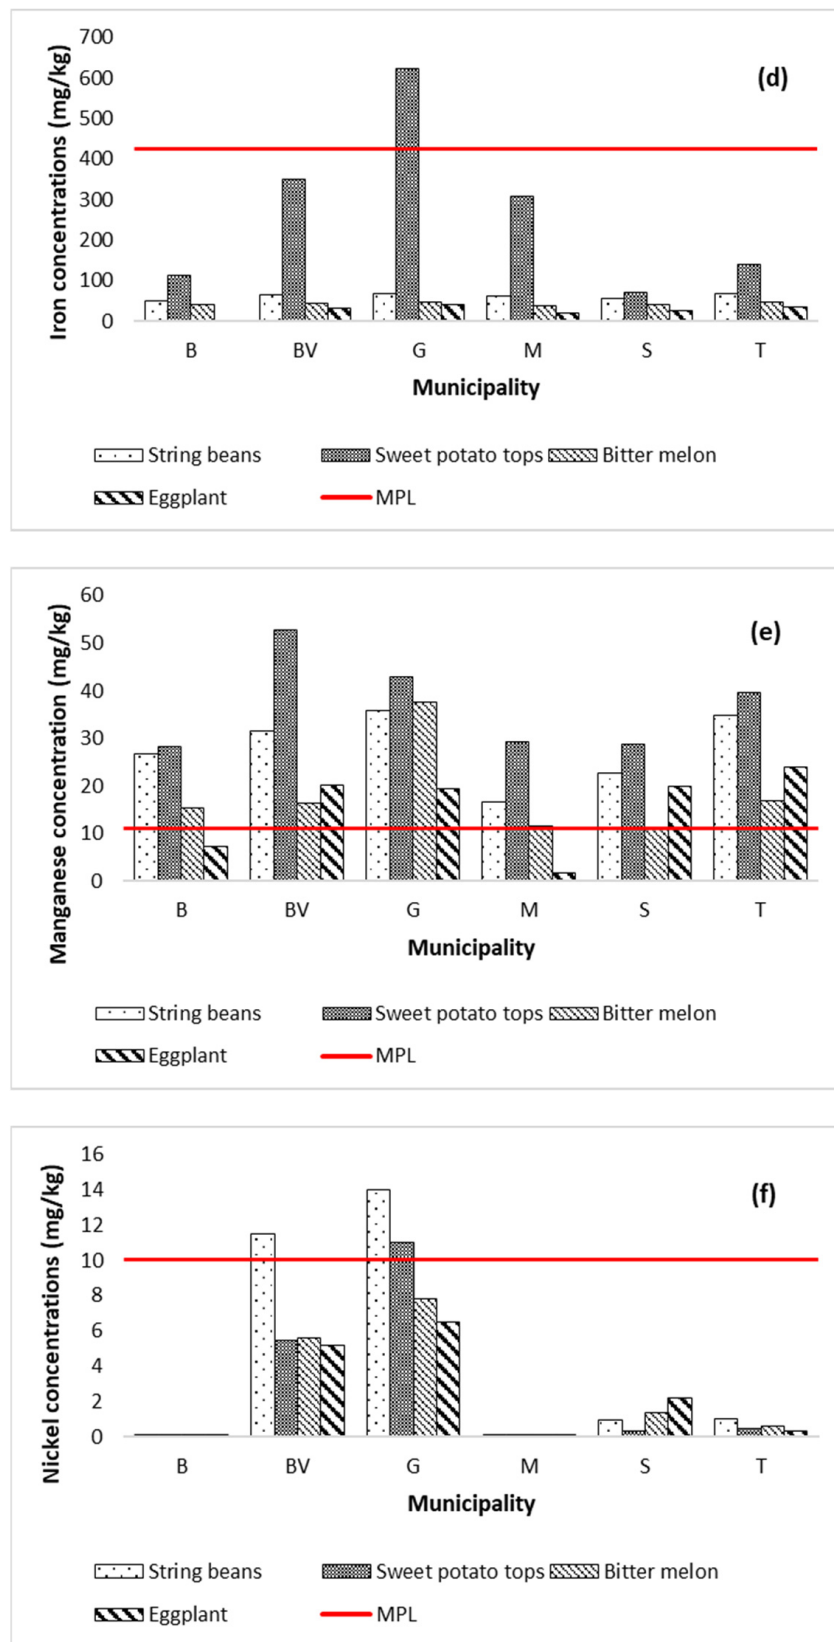 700
600
500
400
300
200
100
0
Iron concentrations (mg/kg)
(d)
B BV G M S T
Municipality
String beans Sweet potato tops Bitter melon
Eggplant MPL
60
50
40
30
20
10
0
Manganese concentration (mg/kg)
(e)
B BV G M S T
Municipality
String beans Sweet potato tops Bitter melon
Eggplant MPL
16
14
12
10
8
6
4
2
0
Nickel concentrations (mg/kg)
(f)
B BV G M S T
Municipality
String beans Sweet potato tops Bitter melon
Eggplant MPL